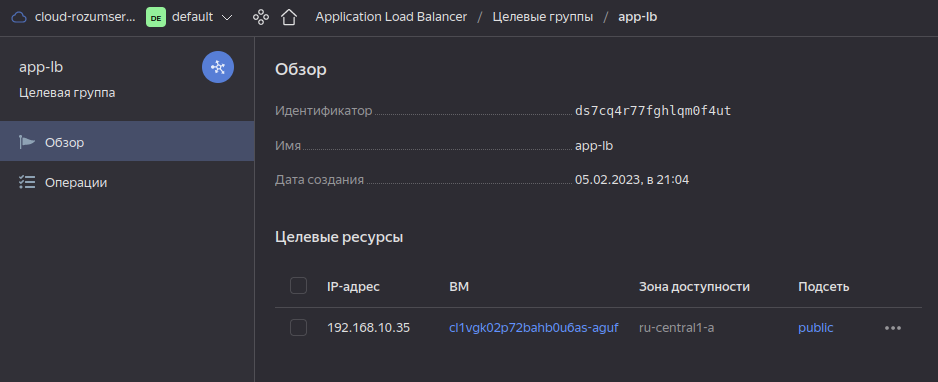 cloud-rozumser... DE default Application Load Balancer / Целевые группы / app-lb
app-lb
Целевая группа
Обзор
Операции
Обзор
Идентификатор ds7cq4r77fghlqm0f4ut
Имя app-lb
Дата создания 05.02.2023, в 21:04
Целевые ресурсы
IP-адрес ВМ Зона доступности Подсеть
192.168.10.35 cl1vgk02p72bahb0u6as-aguf ru-central1-a public